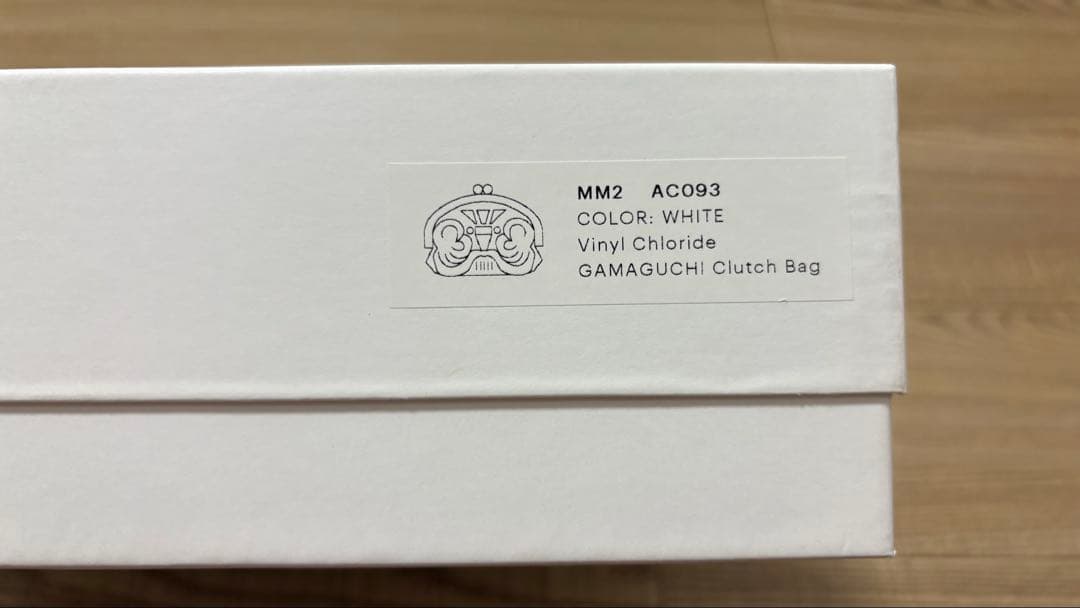 MM2 AC093
COLOR: WHITE
Vinyl Chloride
GAMAGUCHI Clutch Bag